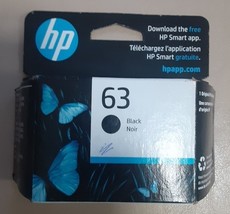 hp
Download the free
HP Smart app.
Téléchargez l'application
HP Smart gratuite.
hpapp.com
63
Black
Noir